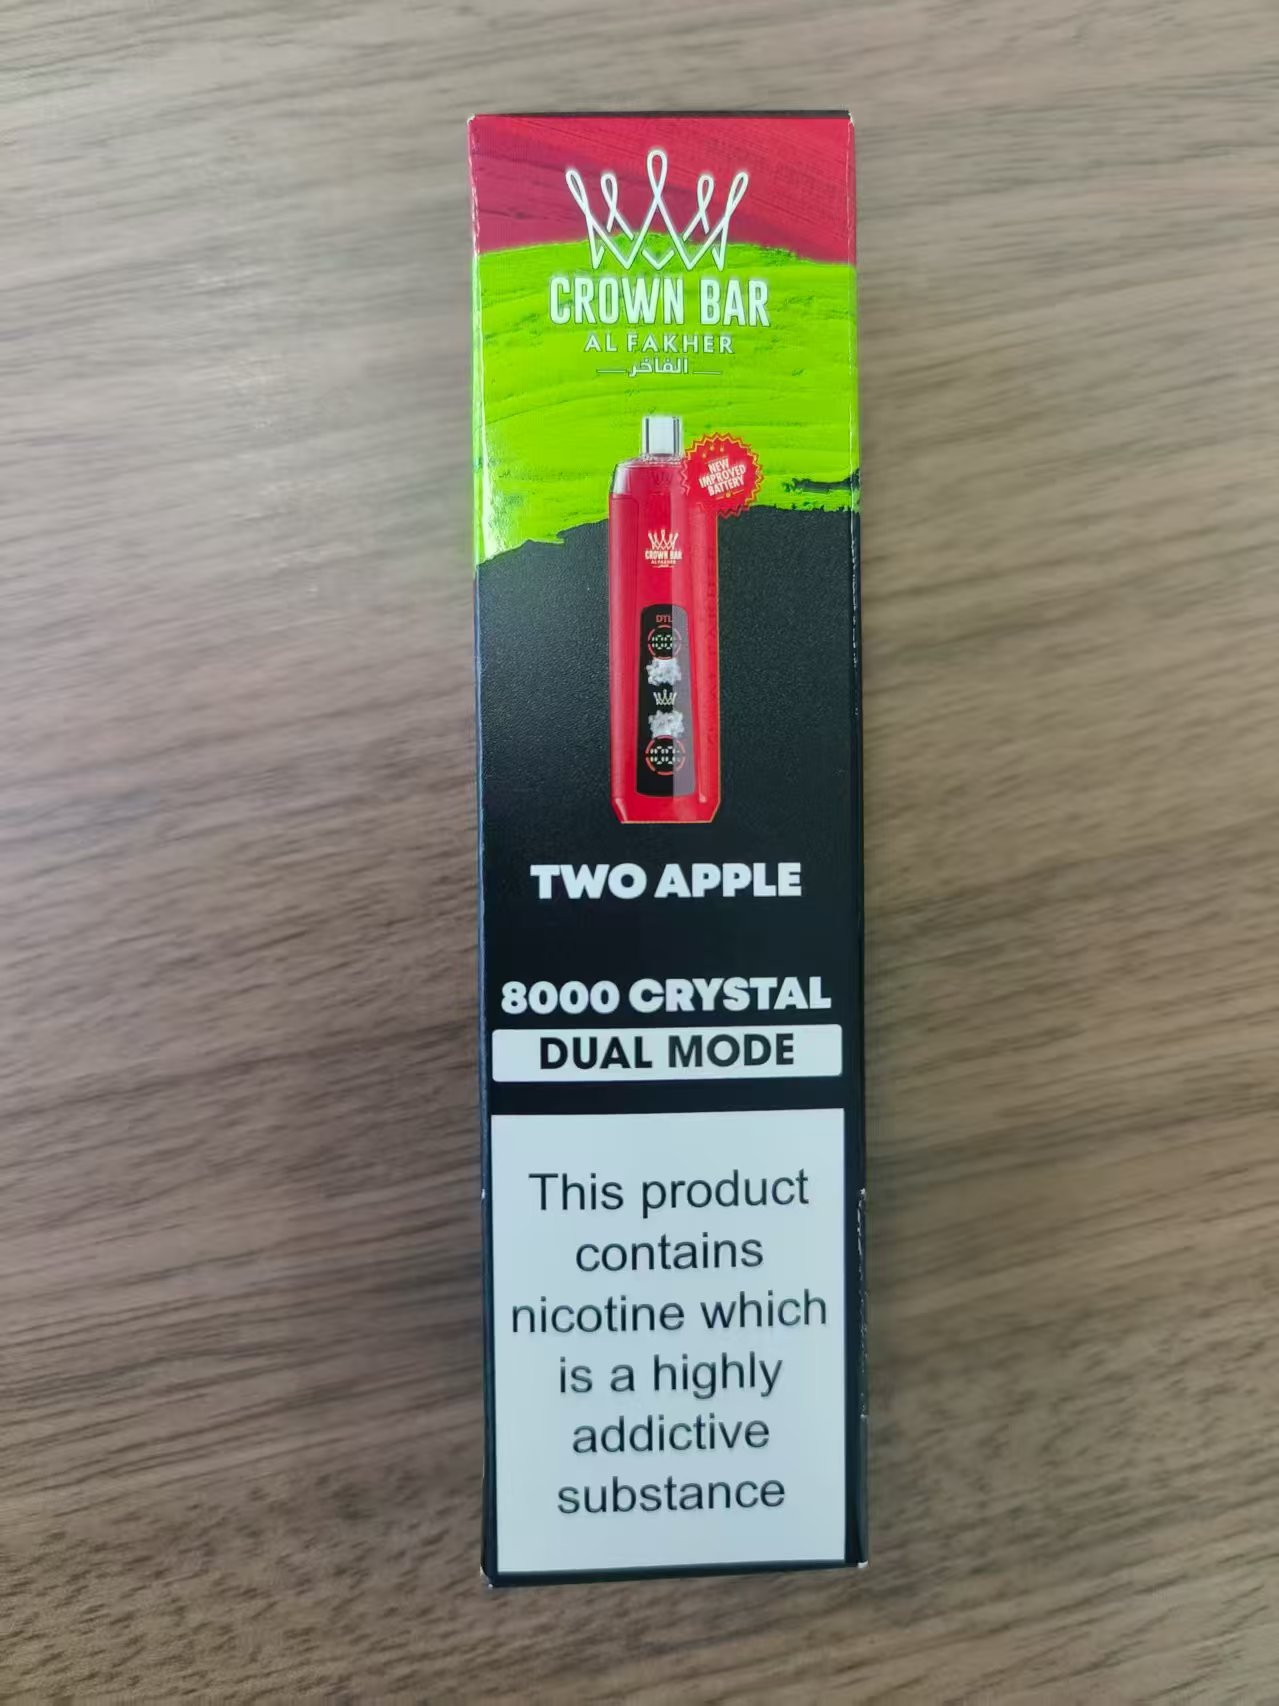 CROWN BAR
AL FAKHER
الفاخر
NEW
IMPROVED
BATTERY
CROWN BAR
AL FAKHER
DTL
TWO APPLE
8000 CRYSTAL
DUAL MODE
This product
contains
nicotine which
is a highly
addictive
substance